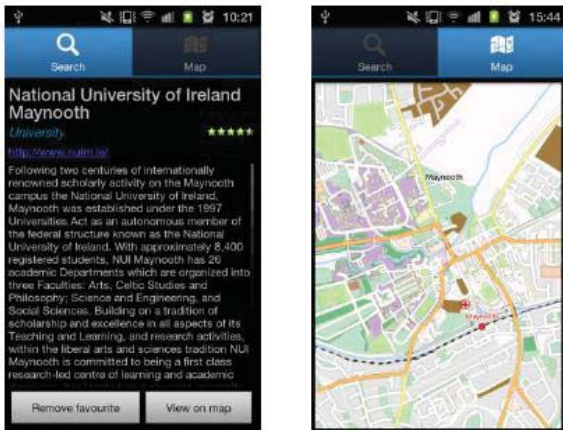 10:21
Search
Map
National University of Ireland
Maynooth
University
http://www.nuim.ie/
Following two centuries of internationally
renowned scholarly activity on the Maynooth
campus the National University of Ireland,
Maynooth was established under the 1997
Universities Act as an autonomous member of
the federal structure known as the National
University of Ireland. With approximately 8,400
registered students, NUI Maynooth has 26
academic Departments which are organized into
three Faculties: Arts, Celtic Studies and
Philosophy; Science and Engineering, and
Social Sciences. Building on a tradition of
scholarship and excellence in all aspects of its
Teaching and Learning, and research activities,
within the liberal arts and sciences tradition NUI
Maynooth is committed to being a first class
research-led centre of learning and academic
Remove favourite
View on map
15:44
Search
Map
Maynooth
Maynooth